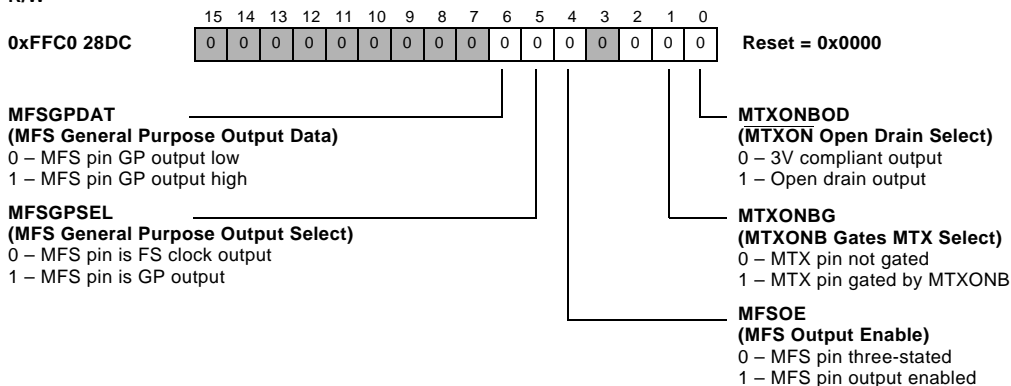 R/W
15 14 13 12 11 10 9 8 7 6 5 4 3 2 1 0
0xFFC0 28DC 0 0 0 0 0 0 0 0 0 0 0 0 0 0 0 0 Reset = 0x0000
MFSGPDAT
(MFS General Purpose Output Data)
0 – MFS pin GP output low
1 – MFS pin GP output high
MFSGPSEL
(MFS General Purpose Output Select)
0 – MFS pin is FS clock output
1 – MFS pin is GP output
MTXONBOD
(MTXON Open Drain Select)
0 – 3V compliant output
1 – Open drain output
MTXONBG
(MTXONB Gates MTX Select)
0 – MTX pin not gated
1 – MTX pin gated by MTXONB
MFSOE
(MFS Output Enable)
0 – MFS pin three-stated
1 – MFS pin output enabled